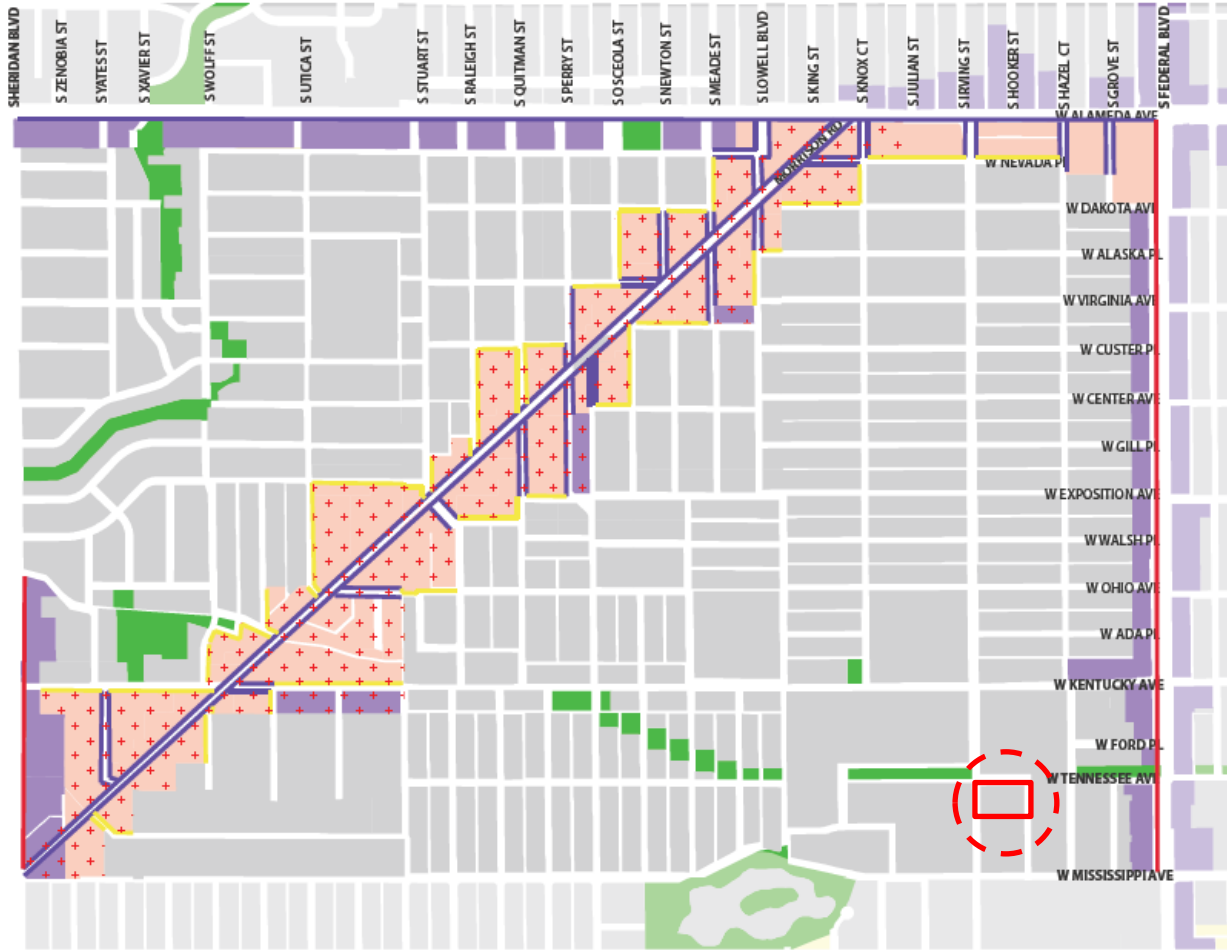 SHERIDAN BLVD
S ZENOBIA ST
S YATES ST
S XAVIER ST
S WOLFF ST
S UTICA ST
S STUART ST
S RALEIGH ST
S QUITMAN ST
S PERRY ST
S OSCEOLA ST
S NEWTON ST
S MEADE ST
S LOWELL BLVD
S KING ST
S KNOX CT
S JULIAN ST
S IRVING ST
S HOOKER ST
S HAZEL CT
S GROVE ST
S FEDERAL BLVD
W ALAMEDA AVE
MORRISON RD
W NEVADA PL
W DAKOTA AVE
W ALASKA PL
W VIRGINIA AVE
W CUSTER PL
W CENTER AVE
W GILL PL
W EXPOSITION AVE
W WALSH PL
W OHIO AVE
W ADA PL
W KENTUCKY AVE
W FORD PL
W TENNESSEE AVE
W MISSISSIPPI AVE